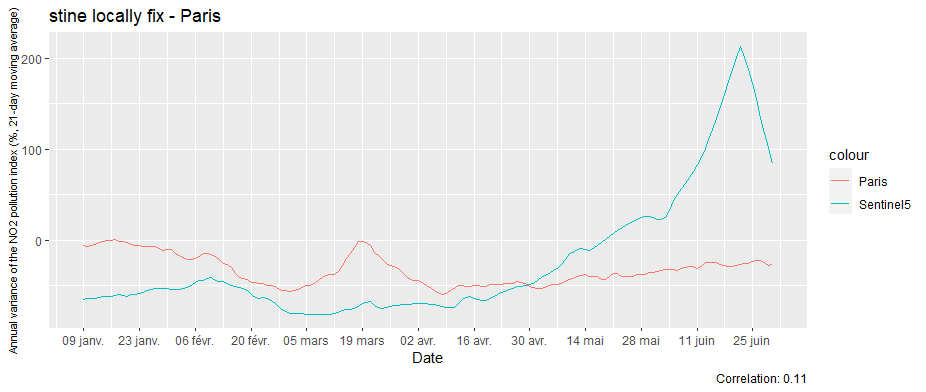 stine locally fix - Paris
Annual variance of the NO2 pollution index (%, 21-day moving average)
200
100
0
09 janv.
23 janv.
06 févr.
20 févr.
05 mars
19 mars
02 avr.
16 avr.
30 avr.
14 mai
28 mai
11 juin
25 juin
Date
colour
Paris
Sentinel5
Correlation: 0.11